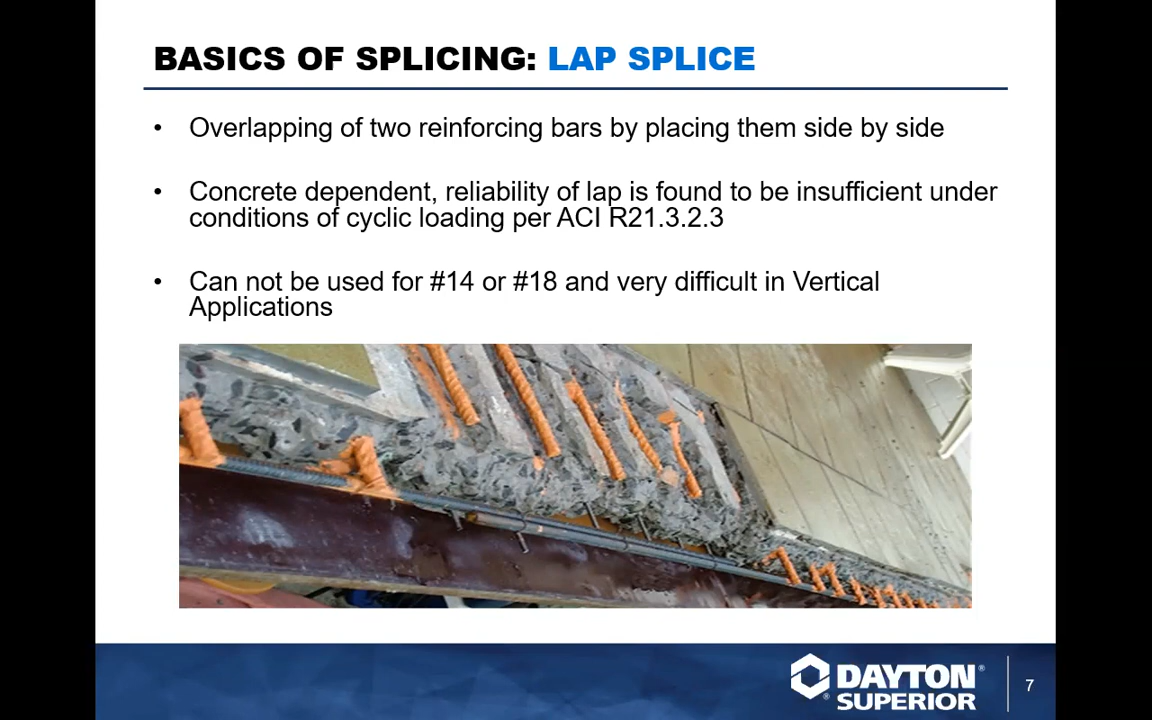 BASICS OF SPLICING: LAP SPLICE
• Overlapping of two reinforcing bars by placing them side by side
• Concrete dependent, reliability of lap is found to be insufficient under
conditions of cyclic loading per ACI R21.3.2.3
• Can not be used for #14 or #18 and very difficult in Vertical
Applications
DAYTON®
SUPERIOR
®
7